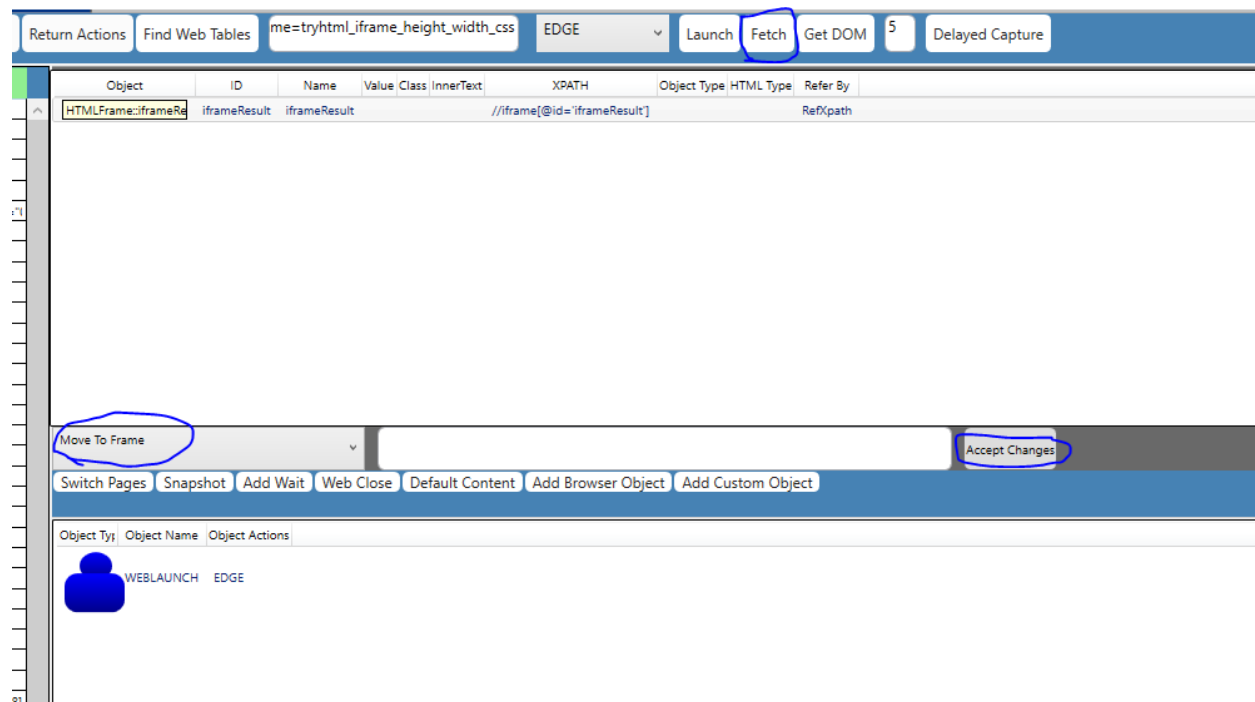 Return Actions Find Web Tables me=tryhtml_iframe_height_width_css EDGE Launch Fetch Get DOM 5 Delayed Capture
Object ID Name Value Class InnerText XPATH Object Type HTML Type Refer By
HTMLFrame::iframeRe iframeResult iframeResult //iframe[@id='iframeResult'] RefXpath
Move To Frame Accept Changes
Switch Pages Snapshot Add Wait Web Close Default Content Add Browser Object Add Custom Object
Object Typ Object Name Object Actions
WEBLAUNCH EDGE